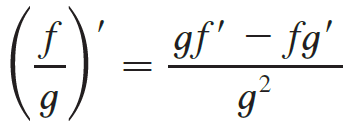 (f/g)′ = (gf′ − fg′)/g²